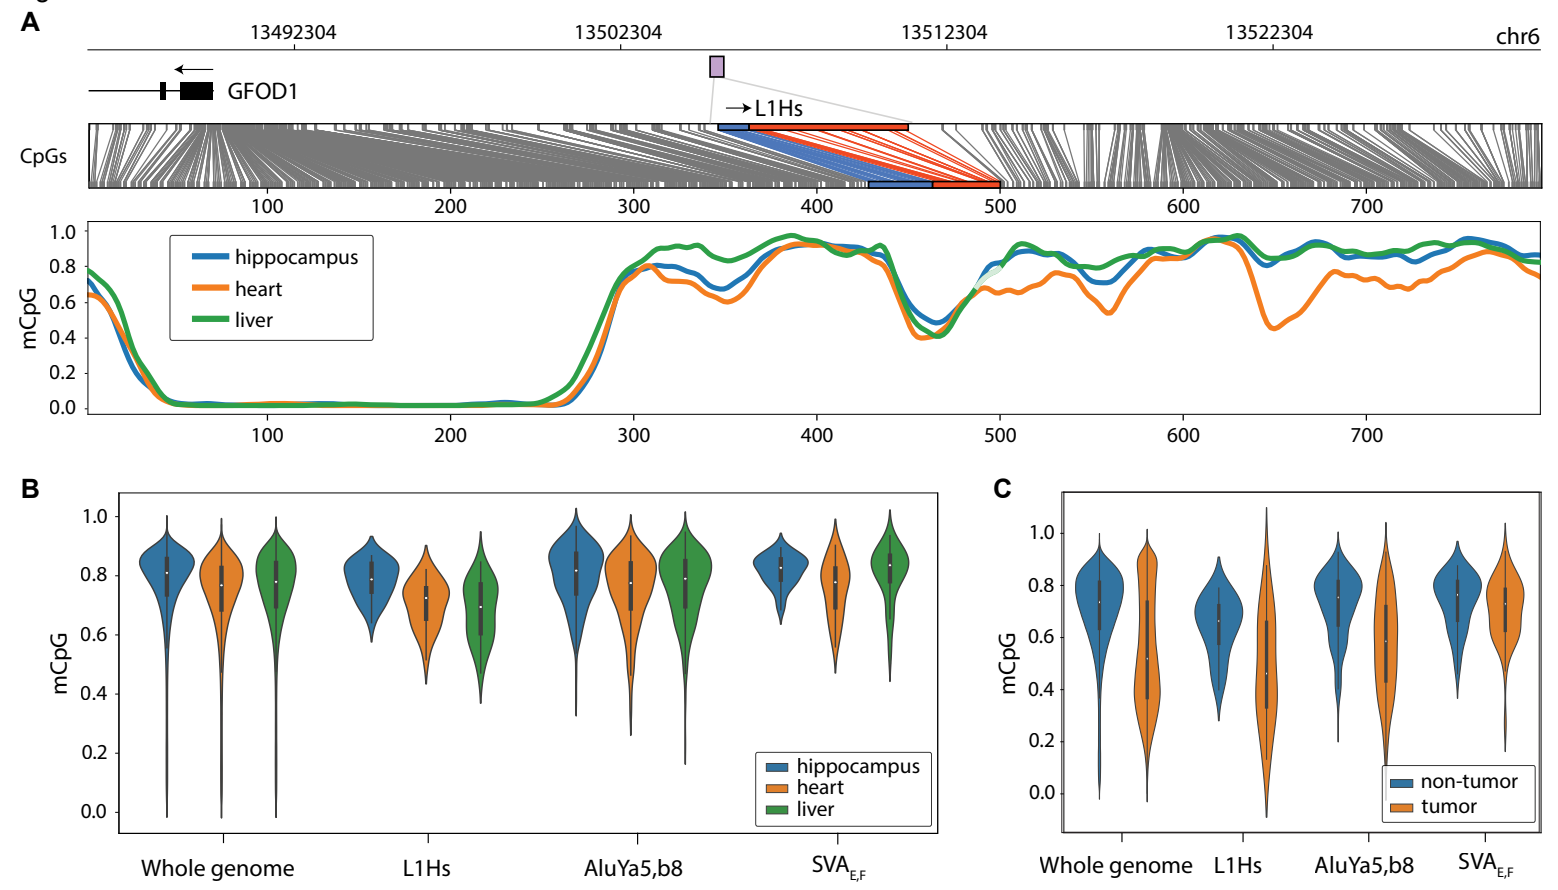 A
13492304 13502304 13512304 13522304 chr6
GFOD1
L1Hs
CpGs
100 200 300 400 500 600 700
mCpG
1.0
0.8
0.6
0.4
0.2
0.0
hippocampus
heart
liver
100 200 300 400 500 600 700
B
mCpG
1.0
0.8
0.6
0.4
0.2
0.0
hippocampus
heart
liver
Whole genome L1Hs AluYa5,b8 SVAE,F
C
mCpG
1.0
0.8
0.6
0.4
0.2
0.0
non-tumor
tumor
Whole genome L1Hs AluYa5,b8 SVAE,F